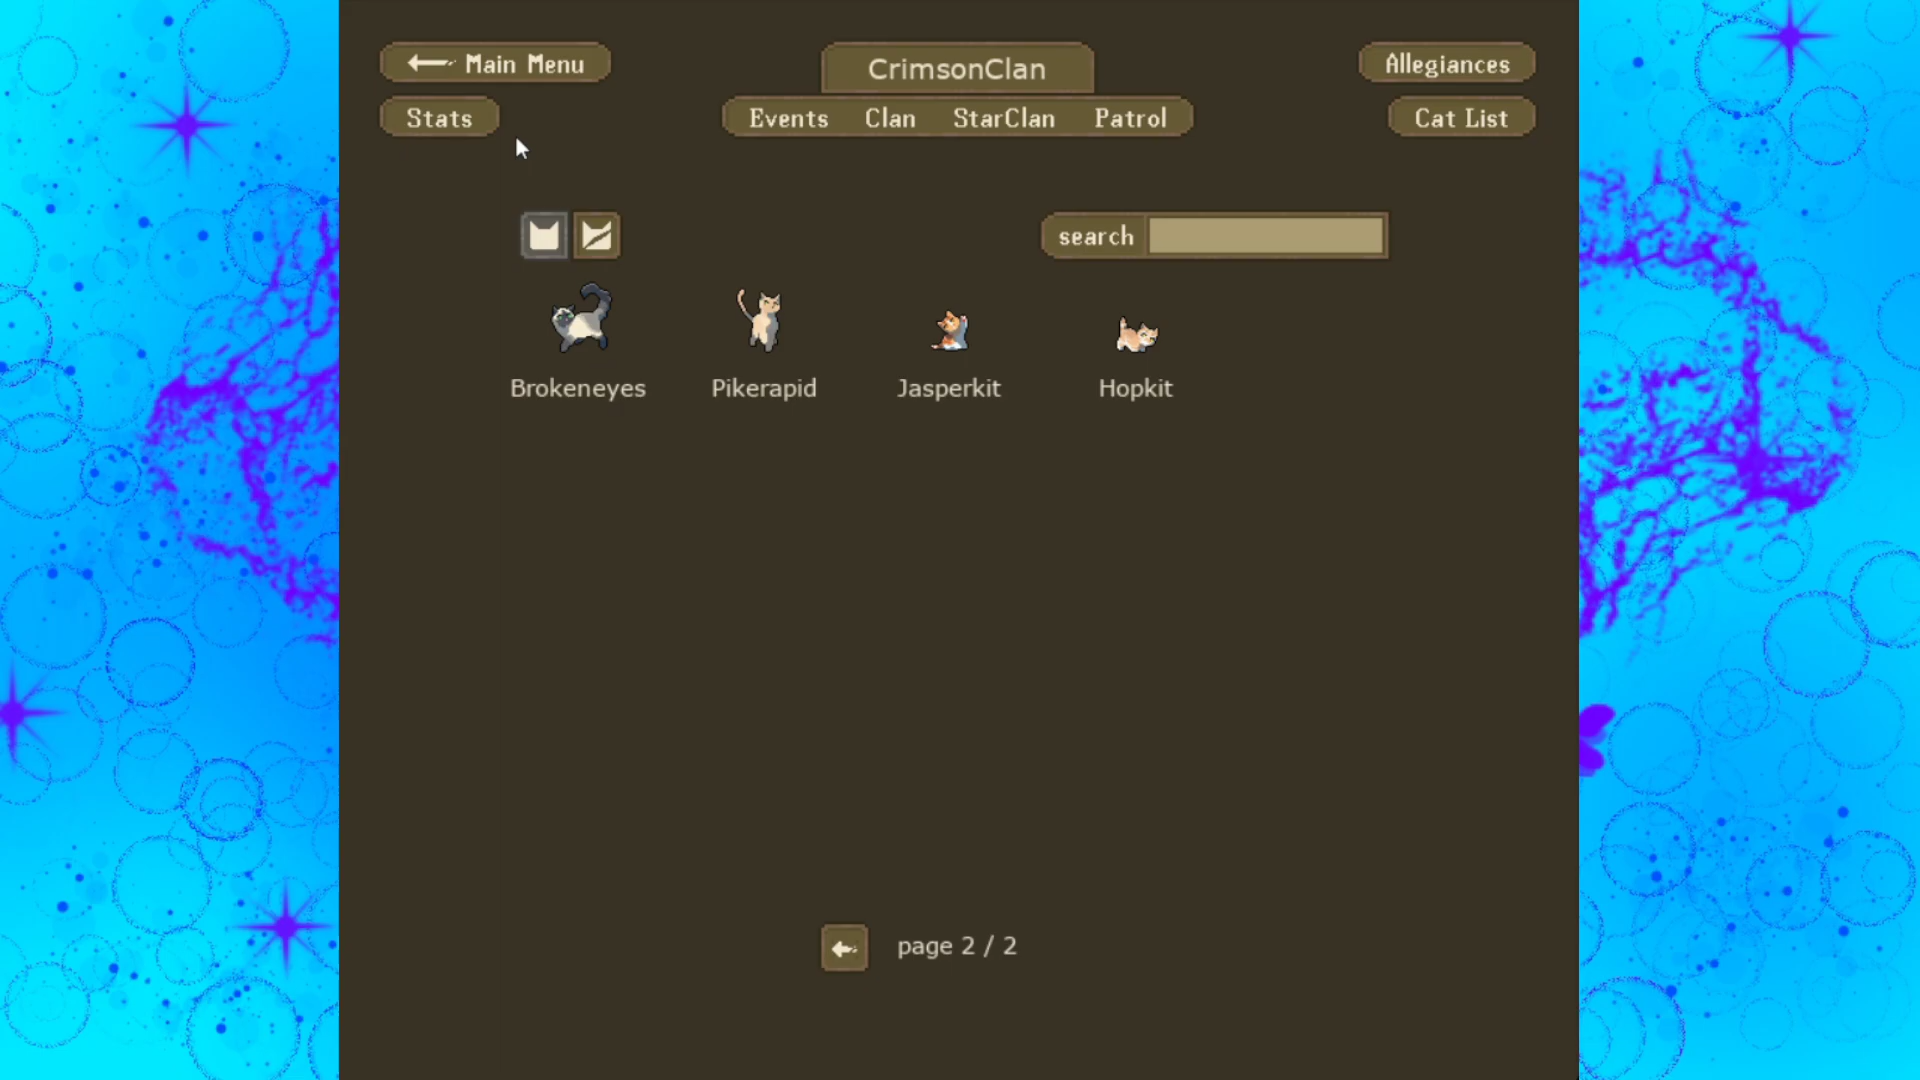 Main Menu
CrimsonClan
Allegiances
Stats
Events Clan StarClan Patrol
Cat List
search
Brokeneyes Pikerapid Jasperkit Hopkit
page 2 / 2